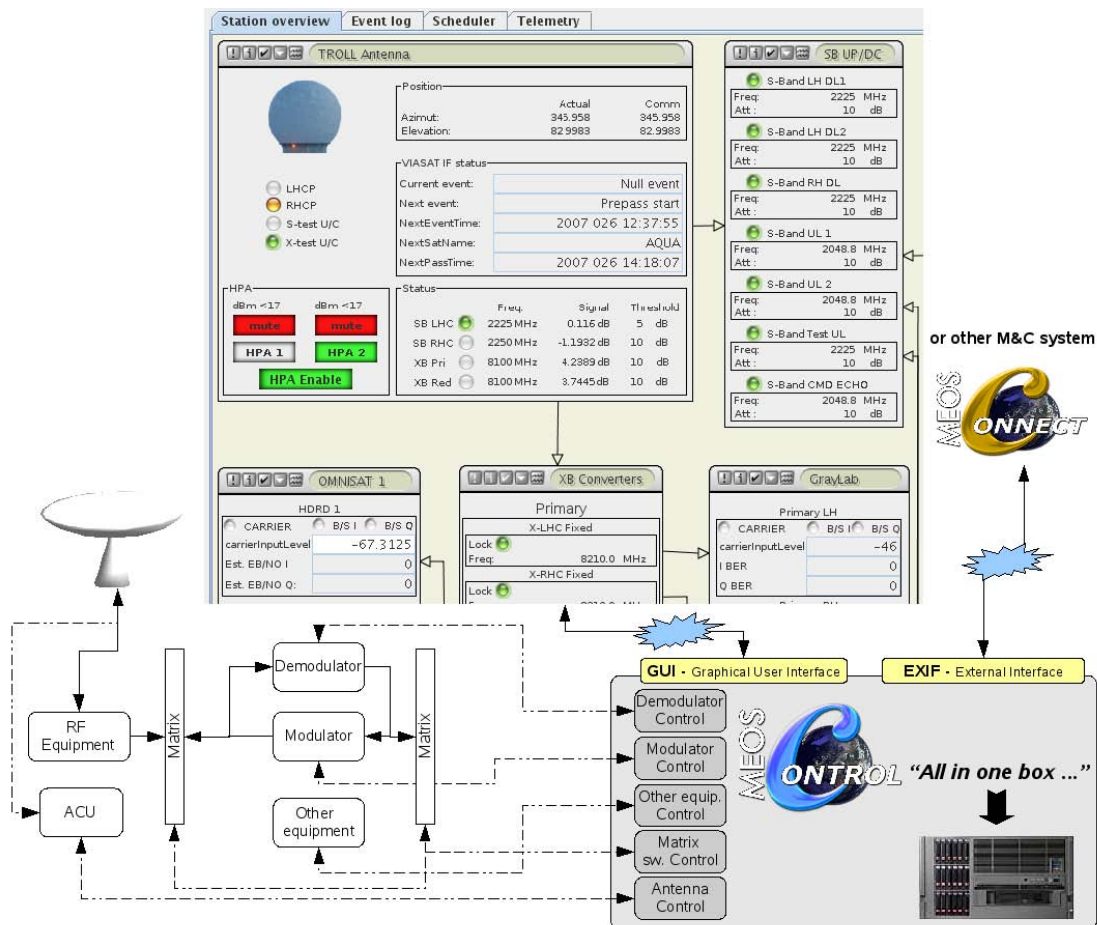 Station overview Event log Scheduler Telemetry
TROLL Antenna
Position
Actual Comm
Azimut: 345.958 345.958
Elevation: 82.9983 82.9983
VIASAT IF status
Current event: Null event
Next event: Prepass start
NextEventTime: 2007 026 12:37:55
NextSatName: AQUA
NextPassTime: 2007 026 14:18:07
LHCP
RHCP
S-test U/C
X-test U/C
HPA
dBm <17 dBm <17
mute mute
HPA 1 HPA 2
HPA Enable
Status
Freq. Signal Threshold
SB LHC 2225 MHz 0.116 dB 5 dB
SB RHC 2250 MHz -1.1932 dB 10 dB
XB Pri 8100 MHz 4.2389 dB 10 dB
XB Red 8100 MHz 3.7445 dB 10 dB
SB UP/DC
S-Band LH DL1
Freq: 2225 MHz
Att : 10 dB
S-Band LH DL2
Freq: 2225 MHz
Att : 10 dB
S-Band RH DL
Freq: 2225 MHz
Att : 10 dB
S-Band UL 1
Freq: 2048.8 MHz
Att : 10 dB
S-Band UL 2
Freq: 2048.8 MHz
Att : 10 dB
S-Band Test UL
Freq: 2225 MHz
Att : 10 dB
S-Band CMD ECHO
Freq: 2048.8 MHz
Att : 10 dB
or other M&C system
MEOS CONNECT
OMNISAT 1
HDRD 1
CARRIER B/S I B/S Q
carrierInputLevel -67.3125
Est. EB/NO I 0
Est. EB/NO Q: 0
XB Converters
Primary
X-LHC Fixed
Lock
Freq: 8210.0 MHz
X-RHC Fixed
Lock
GrayLab
Primary LH
CARRIER B/S I B/S Q
carrierInputLevel -46
I BER 0
Q BER 0
RF
Equipment
ACU
Matrix
Demodulator
Modulator
Other
equipment
Matrix
GUI - Graphical User Interface
EXIF - External Interface
Demodulator
Control
Modulator
Control
Other equip.
Control
Matrix
sw. Control
Antenna
Control
MEOS CONTROL
“All in one box ...”